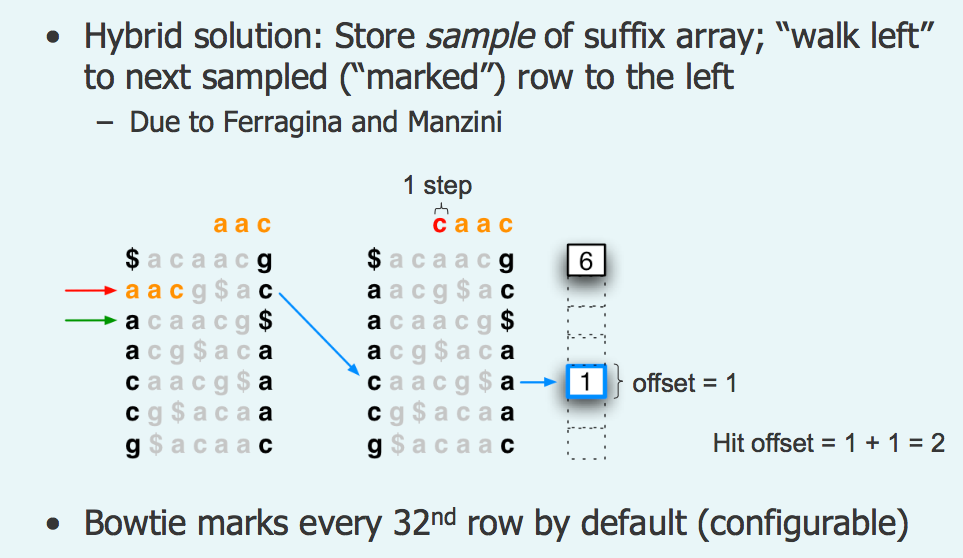 • Hybrid solution: Store sample of suffix array; “walk left”
to next sampled (“marked”) row to the left
– Due to Ferragina and Manzini
1 step
a a c
c a a c
$ a c a a c g
a a c g $ a c
a c a a c g $
a c g $ a c a
c a a c g $ a
c g $ a c a a
g $ a c a a c
$ a c a a c g
a a c g $ a c
a c a a c g $
a c g $ a c a
c a a c g $ a
c g $ a c a a
g $ a c a a c
6
1
offset = 1
Hit offset = 1 + 1 = 2
• Bowtie marks every 32nd row by default (configurable)